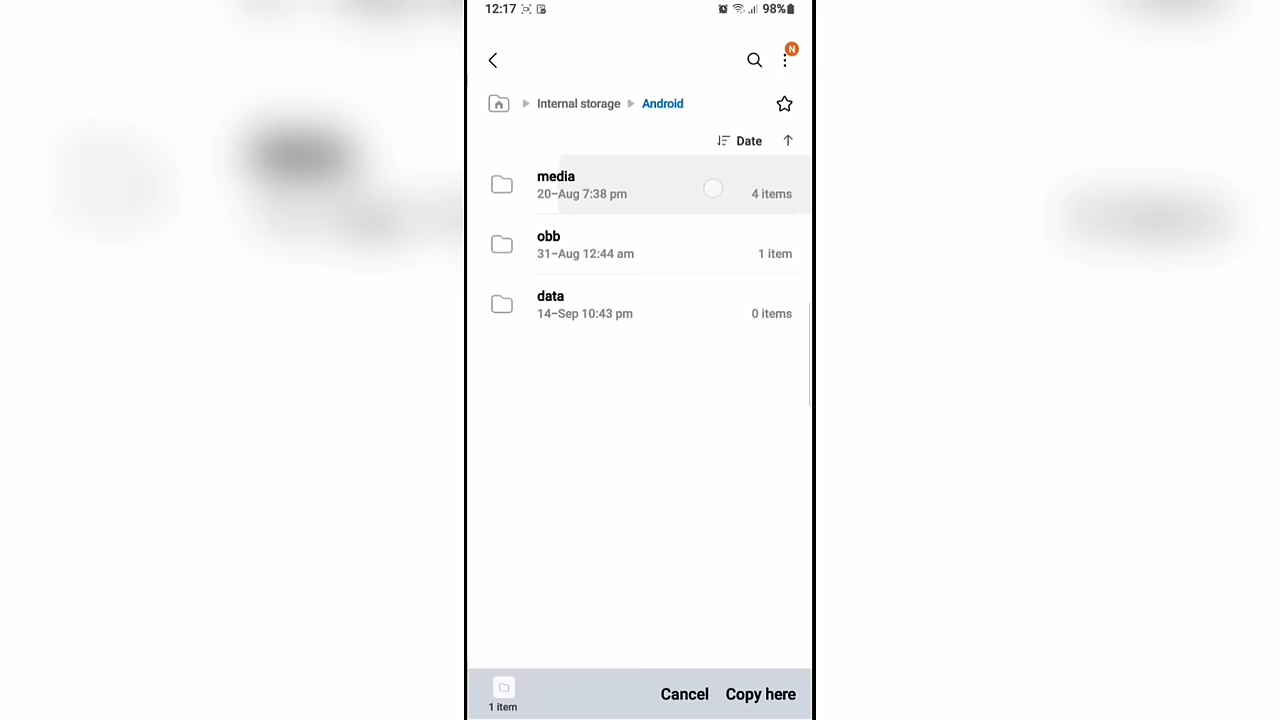 12:17 98%
N
Internal storage Android
Date
media
20-Aug 7:38 pm 4 items
obb
31-Aug 12:44 am 1 item
data
14-Sep 10:43 pm 0 items
1 item Cancel Copy here